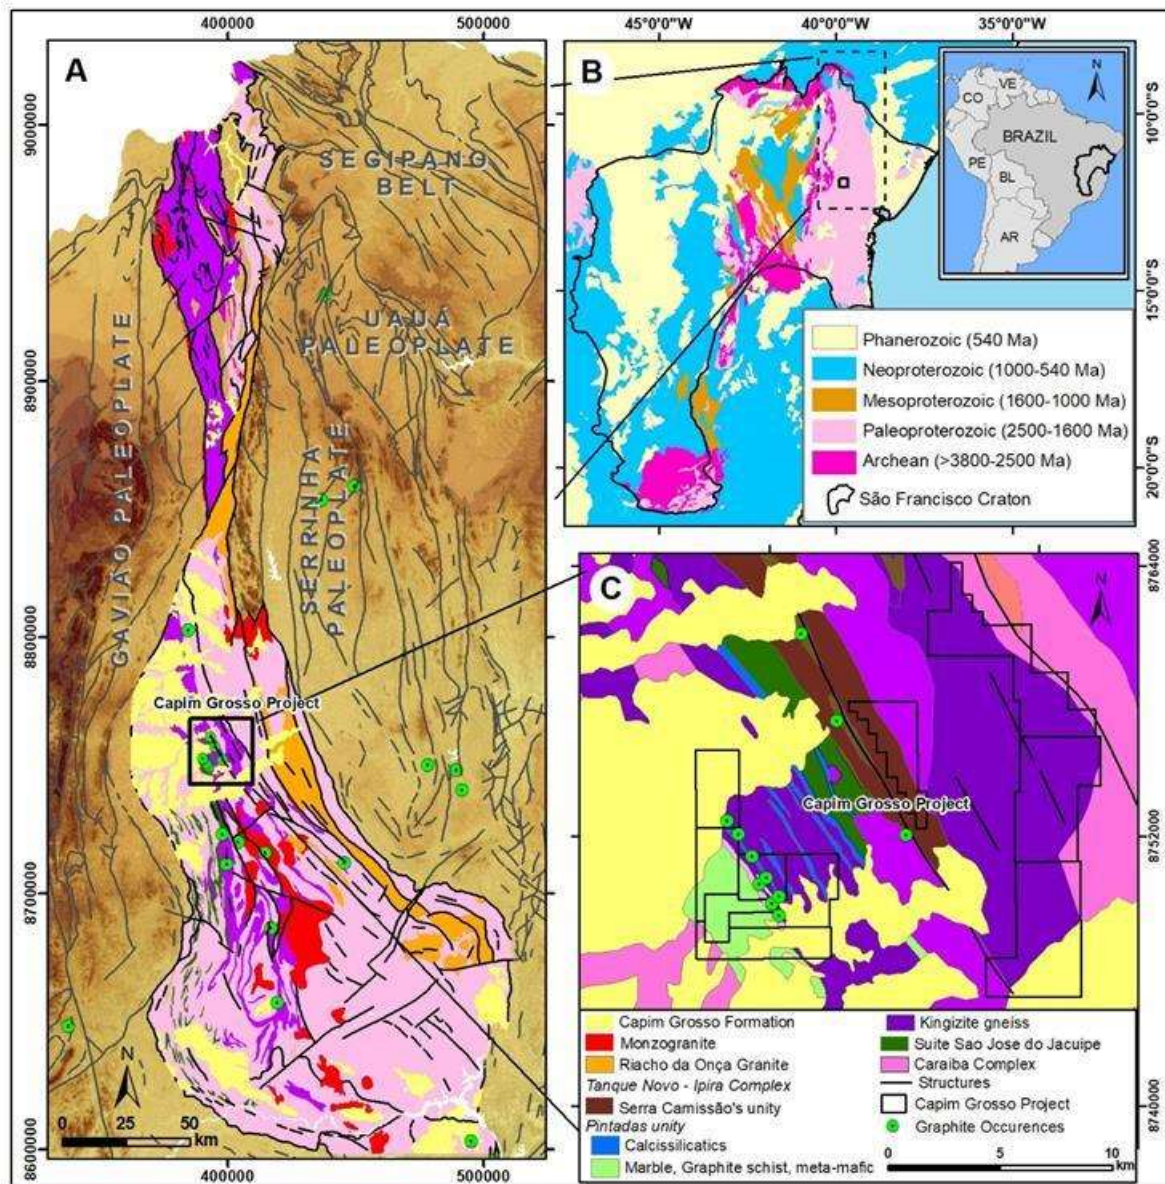 400000
500000
45°0'0"W
40°0'0"W
35°0'0"W
A
9000000
8900000
8800000
8700000
8600000
SEGIPANO
BELT
UAUÁ
PALEOPLATE
GAVIÃO PALEOPLATE
SERRINHA
PALEOPLATE
Capim Grosso Project
N
0 25 50
km
400000
500000
B
10°0'0"S
15°0'0"S
20°0'0"S
N
CO
VE
BRAZIL
PE
BL
AR
Phanerozoic (540 Ma)
Neoproterozoic (1000-540 Ma)
Mesoproterozoic (1600-1000 Ma)
Paleoproterozoic (2500-1600 Ma)
Archean (>3800-2500 Ma)
São Francisco Craton
C
N
8764000
8752000
8740000
Capim Grosso Project
Capim Grosso Formation
Monzogranite
Riacho da Onça Granite
Tanque Novo - Ipira Complex
Serra Camissão's unity
Pintadas unity
Calcissilicatics
Marble, Graphite schist, meta-mafic
Kingizite gneiss
Suite Sao Jose do Jacuipe
Caraiba Complex
Structures
Capim Grosso Project
Graphite Occurences
0 5 10
km